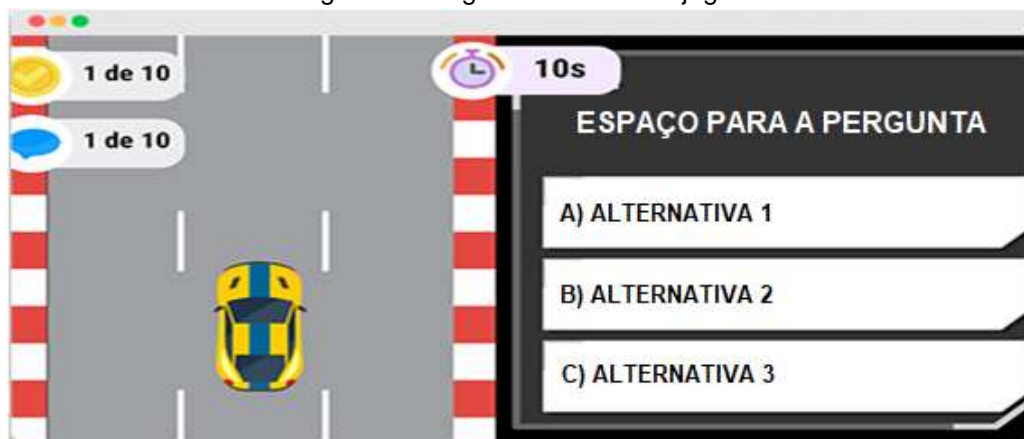 1 de 10
1 de 10
10s
ESPAÇO PARA A PERGUNTA
A) ALTERNATIVA 1
B) ALTERNATIVA 2
C) ALTERNATIVA 3